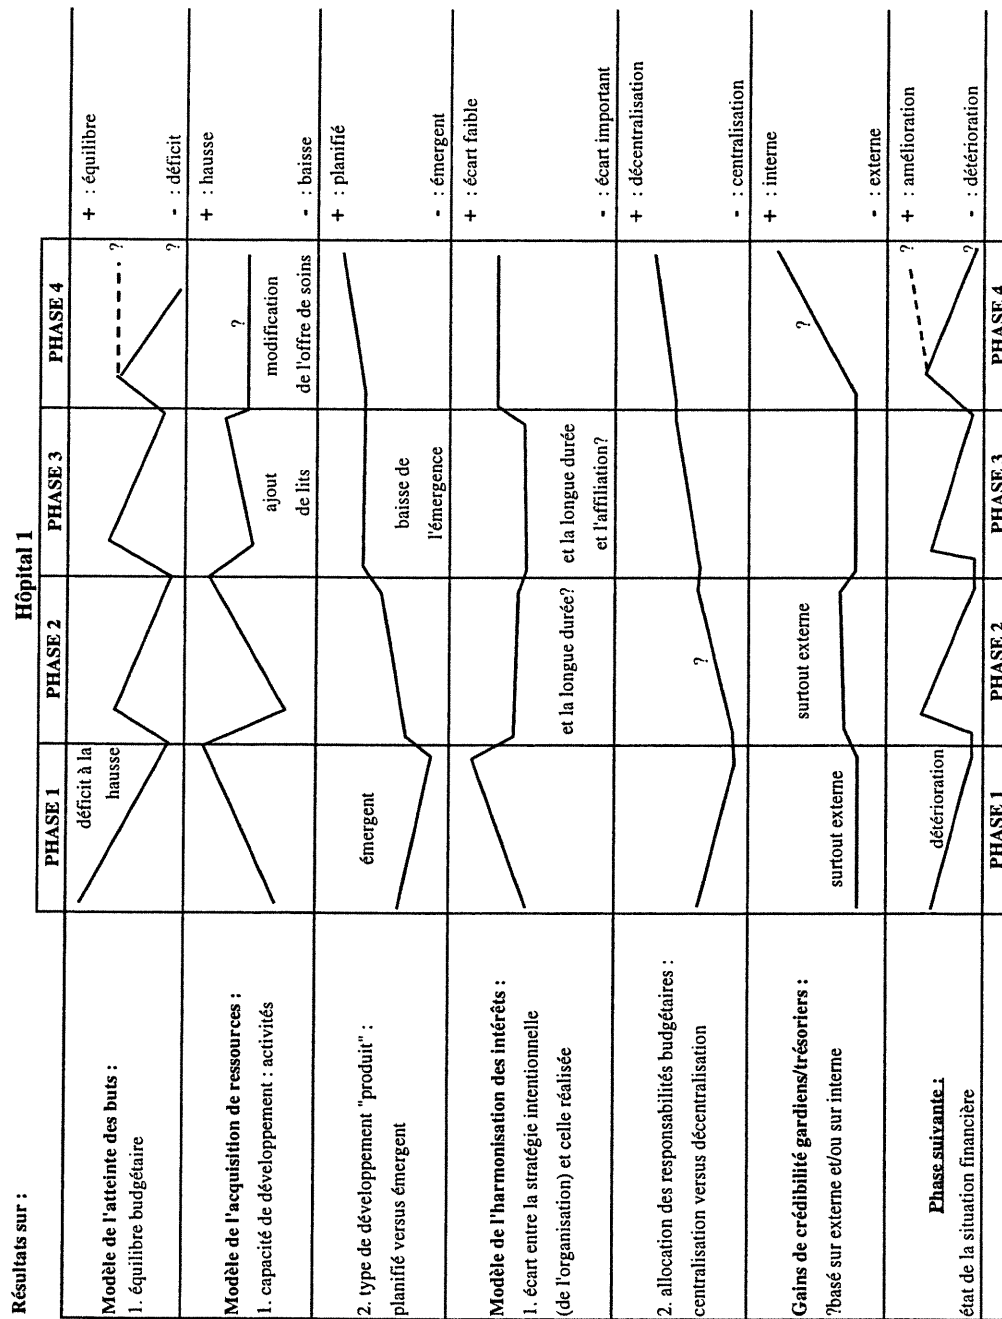 Hôpital 1
Résultats sur :
PHASE 1 PHASE 2 PHASE 3 PHASE 4
Modèle de l'atteinte des buts :
1. équilibre budgétaire
déficit à la
hausse
?
?
+ : équilibre
- : déficit
Modèle de l'acquisition de ressources :
1. capacité de développement : activités
ajout
de lits
?
modification
de l'offre de soins
+ : hausse
- : baisse
2. type de développement "produit" :
planifié versus émergent
émergent
baisse de
l'émergence
+ : planifié
- : émergent
Modèle de l'harmonisation des intérêts :
1. écart entre la stratégie intentionnelle
(de l'organisation) et celle réalisée
et la longue durée?
et la longue durée
et l'affiliation?
+ : écart faible
- : écart important
2. allocation des responsabilités budgétaires :
centralisation versus décentralisation
?
+ : décentralisation
- : centralisation
Gains de crédibilité gardiens/trésoriers :
?basé sur externe et/ou sur interne
surtout externe
surtout externe
?
+ : interne
- : externe
Phase suivante :
état de la situation financière
détérioration
?
?
+ : amélioration
- : détérioration
PHASE 1 PHASE 2 PHASE 3 PHASE 4